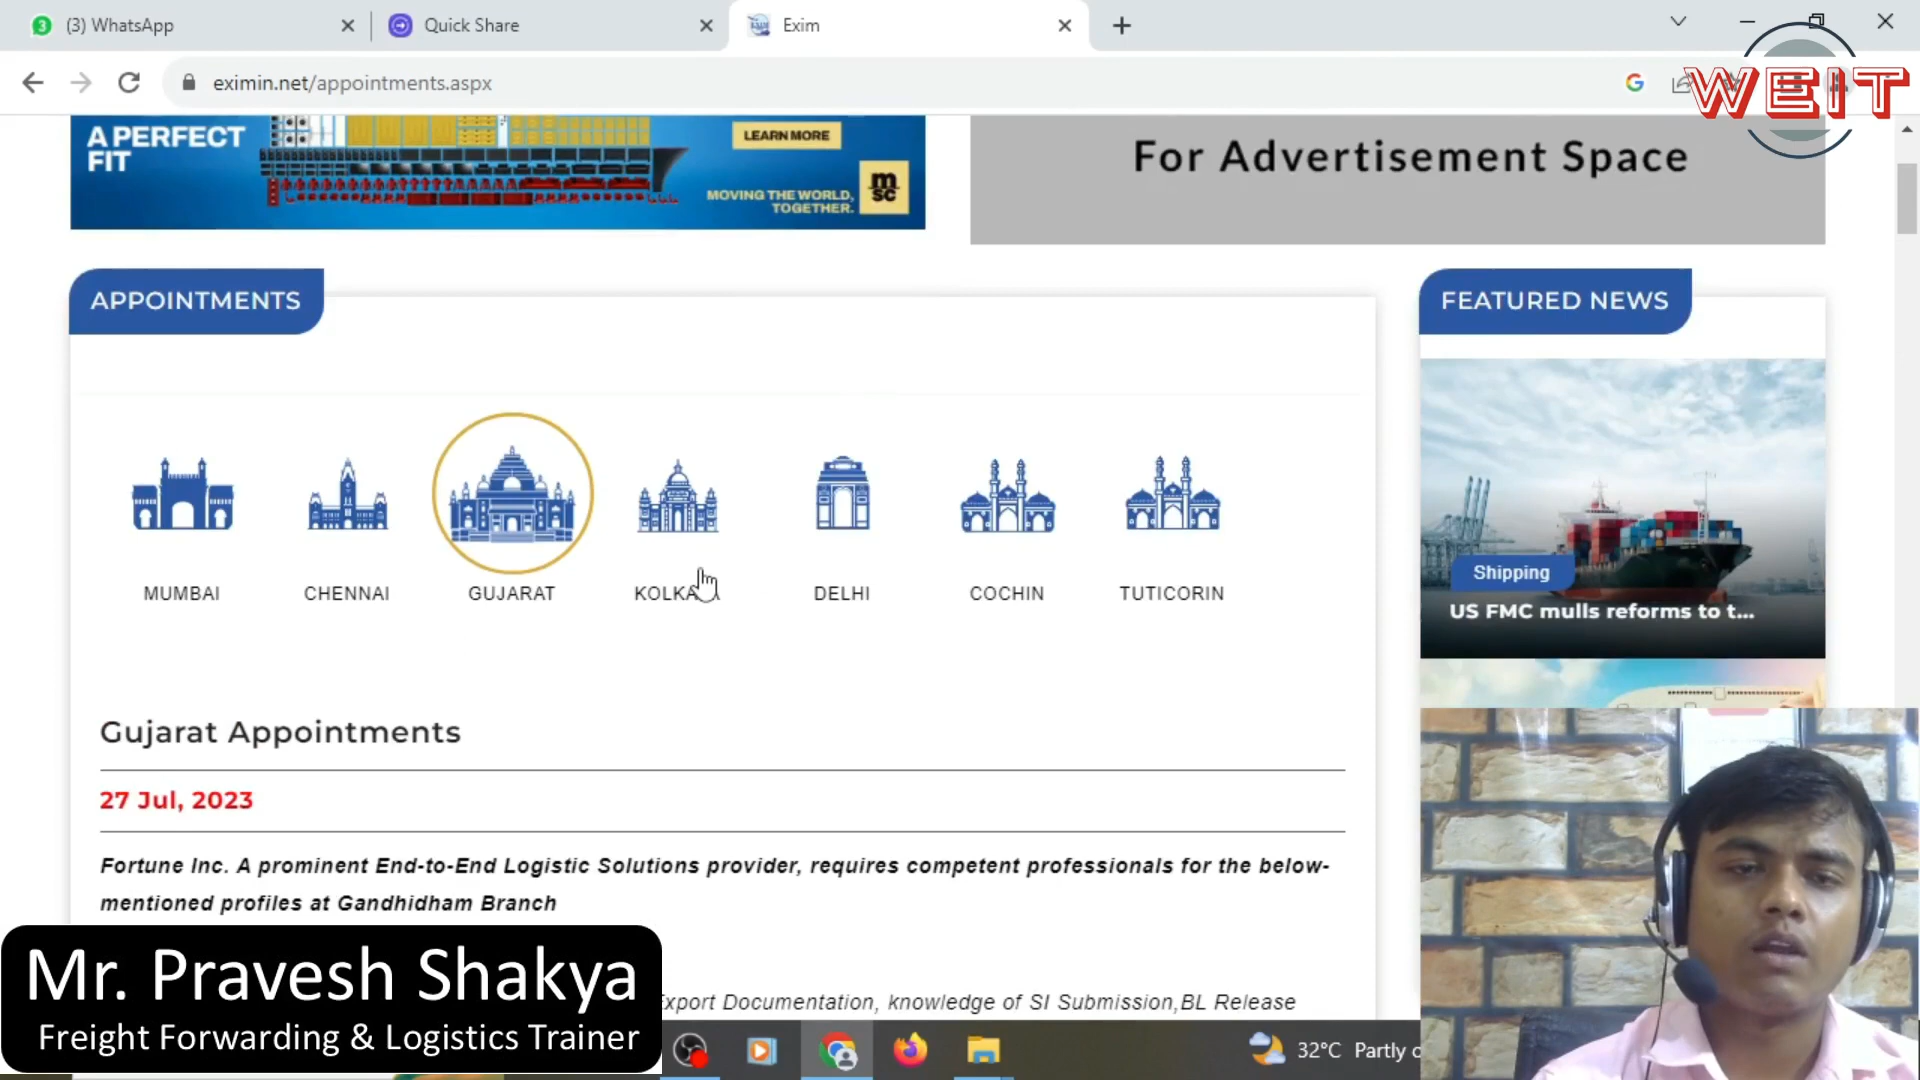 (3) WhatsApp
Quick Share
Exim
eximin.net/appointments.aspx
WEIT
A PERFECT
FIT
LEARN MORE
MOVING THE WORLD,
TOGETHER.
m
sc
For Advertisement Space
APPOINTMENTS
FEATURED NEWS
MUMBAI
CHENNAI
GUJARAT
DELHI
COCHIN
TUTICORIN
Shipping
US FMC mulls reforms to t...
Gujarat Appointments
27 Jul, 2023
Fortune Inc. A prominent End-to-End Logistic Solutions provider, requires competent professionals for the below-
mentioned profiles at Gandhidham Branch
Export Documentation, knowledge of SI Submission,BL Release
Mr. Pravesh Shakya
Freight Forwarding & Logistics Trainer
32°C Partly